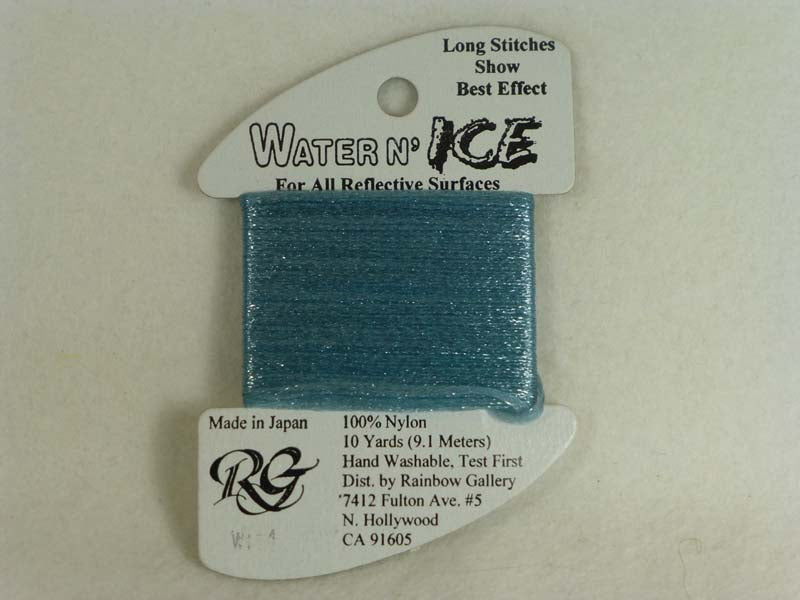 Long Stitches
Show
Best Effect
WATER N' ICE
For All Reflective Surfaces
Made in Japan
RG
100% Nylon
10 Yards (9.1 Meters)
Hand Washable, Test First
Dist. by Rainbow Gallery
7412 Fulton Ave. #5
N. Hollywood
CA 91605